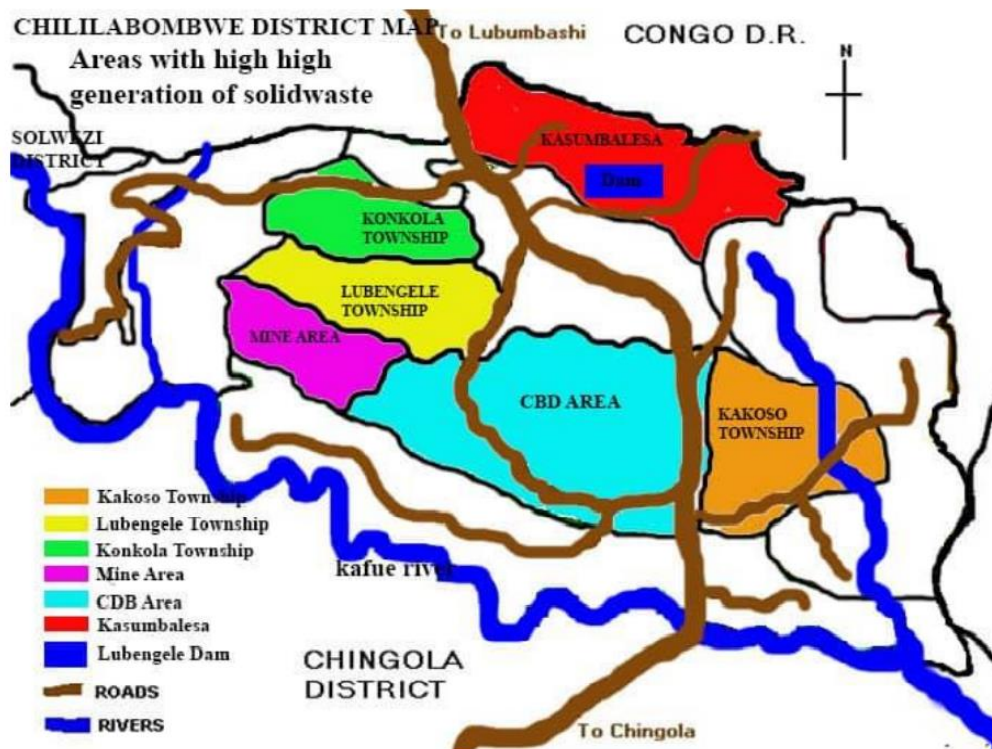 CHILILABOMBWE DISTRICT MAP
Areas with high high
generation of solidwaste
To Lubumbashi
CONGO D.R.
N
SOLWEZI
DISTRICT
KASUMBALESA
Dam
KONKOLA
TOWNSHIP
LUBENGELE
TOWNSHIP
MINE AREA
CBD AREA
KAKOSO
TOWNSHIP
Kakoso Township
Lubengele Township
Konkola Township
Mine Area
CDB Area
Kasumbalesa
Lubengele Dam
ROADS
RIVERS
kafue river
CHINGOLA
DISTRICT
To Chingola